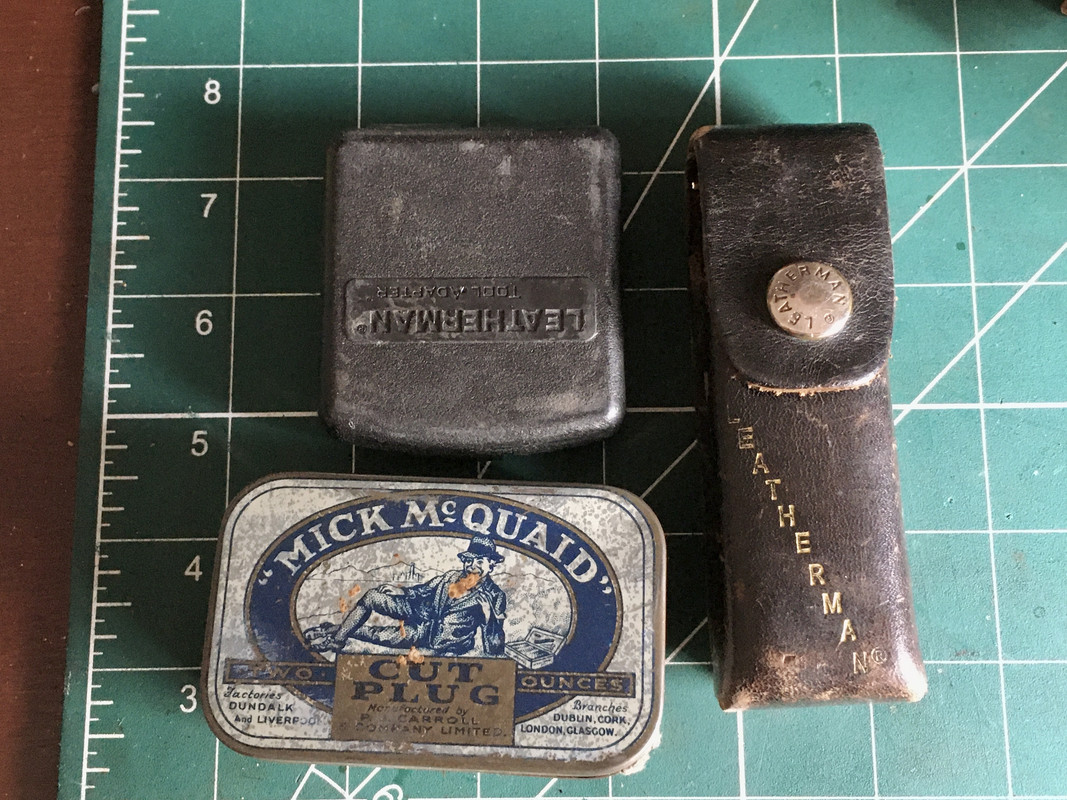 8
7
6
5
4
3
LEATHERMAN®
TOOL ADAPTER
LEATHERMAN®
EATHERMAN®
"MICK McQUAID"
TWO OUNCES
CUT
PLUG
Manufactured by
P. J. CARROLL
& COMPANY LIMITED.
Factories
DUNDALK
And LIVERPOOL
Branches
DUBLIN, CORK,
LONDON, GLASGOW.